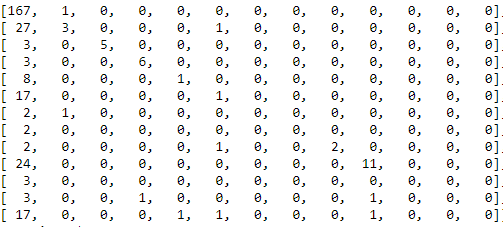 [167, 1, 0, 0, 0, 0, 0, 0, 0, 0, 0, 0, 0],
[ 27, 3, 0, 0, 0, 1, 0, 0, 0, 0, 0, 0, 0],
[ 3, 0, 5, 0, 0, 0, 0, 0, 0, 0, 0, 0, 0],
[ 3, 0, 0, 6, 0, 0, 0, 0, 0, 0, 0, 0, 0],
[ 8, 0, 0, 0, 1, 0, 0, 0, 0, 0, 0, 0, 0],
[ 17, 0, 0, 0, 0, 1, 0, 0, 0, 0, 0, 0, 0],
[ 2, 1, 0, 0, 0, 0, 0, 0, 0, 0, 0, 0, 0],
[ 2, 0, 0, 0, 0, 0, 0, 0, 0, 0, 0, 0, 0],
[ 2, 0, 0, 0, 0, 1, 0, 0, 2, 0, 0, 0, 0],
[ 24, 0, 0, 0, 0, 0, 0, 0, 0, 11, 0, 0, 0],
[ 3, 0, 0, 0, 0, 0, 0, 0, 0, 0, 0, 0, 0],
[ 3, 0, 0, 1, 0, 0, 0, 0, 0, 1, 0, 0, 0],
[ 17, 0, 0, 0, 1, 1, 0, 0, 0, 1, 0, 0, 0]]